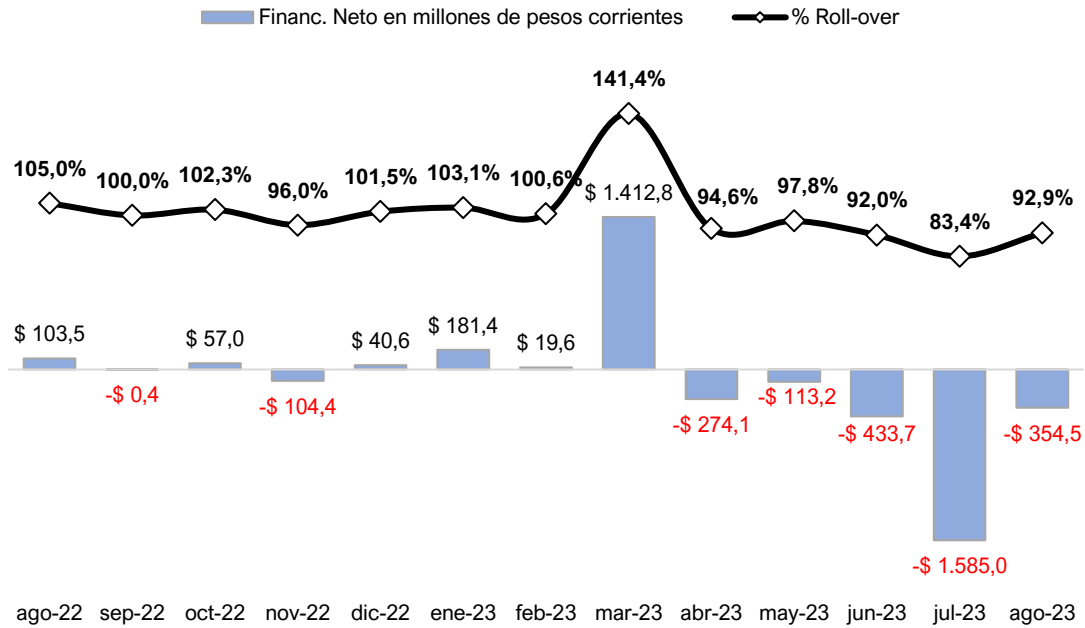 Financ. Neto en millones de pesos corrientes % Roll-over
141,4%
105,0% 100,0% 102,3% 96,0% 101,5% 103,1% 100,6% 94,6% 97,8% 92,0% 83,4% 92,9%
$ 1.412,8
$ 103,5 $ 57,0 $ 40,6 $ 181,4 $ 19,6
-$ 0,4 -$ 104,4 -$ 274,1 -$ 113,2 -$ 433,7 -$ 354,5
-$ 1.585,0
ago-22 sep-22 oct-22 nov-22 dic-22 ene-23 feb-23 mar-23 abr-23 may-23 jun-23 jul-23 ago-23